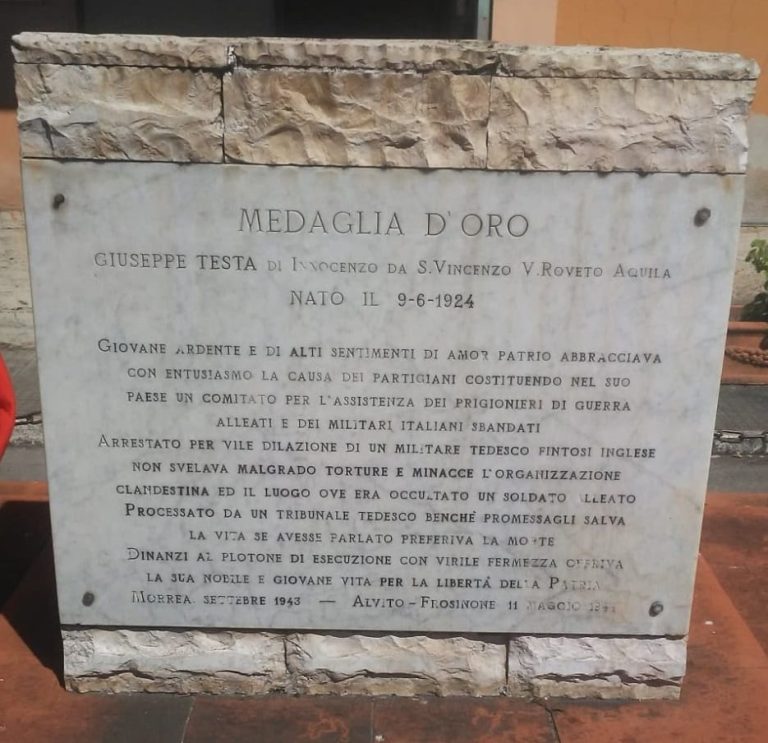 MEDAGLIA D'ORO
GIUSEPPE TESTA DI INNOCENZO DA S.VINCENZO V.ROVETO AQUILA
NATO IL 9-6-1924
GIOVANE ARDENTE E DI ALTI SENTIMENTI DI AMOR PATRIO ABBRACCIAVA
CON ENTUSIASMO LA CAUSA DEI PARTIGIANI COSTITUENDO NEL SUO
PAESE UN COMITATO PER L'ASSISTENZA DEI PRIGIONIERI DI GUERRA
ALLEATI E DEI MILITARI ITALIANI SBANDATI
ARRESTATO PER VILE DILAZIONE DI UN MILITARE TEDESCO FINTOSI INGLESE
NON SVELAVA MALGRADO TORTURE E MINACCE L'ORGANIZZAZIONE
CLANDESTINA ED IL LUOGO OVE ERA OCCULTATO UN SOLDATO ALLEATO
PROCESSATO DA UN TRIBUNALE TEDESCO BENCHÉ PROMESSAGLI SALVA
LA VITA SE AVESSE PARLATO PREFERIVA LA MORTE
DINANZI AL PLOTONE DI ESECUZIONE CON VIRILE FERMEZZA OFFRIVA
LA SUA NOBILE E GIOVANE VITA PER LA LIBERTÀ DELLA PATRIA
MORREA SETTEBRE 1943 — ALVITO - FROSINONE 11 MAGGIO 1944